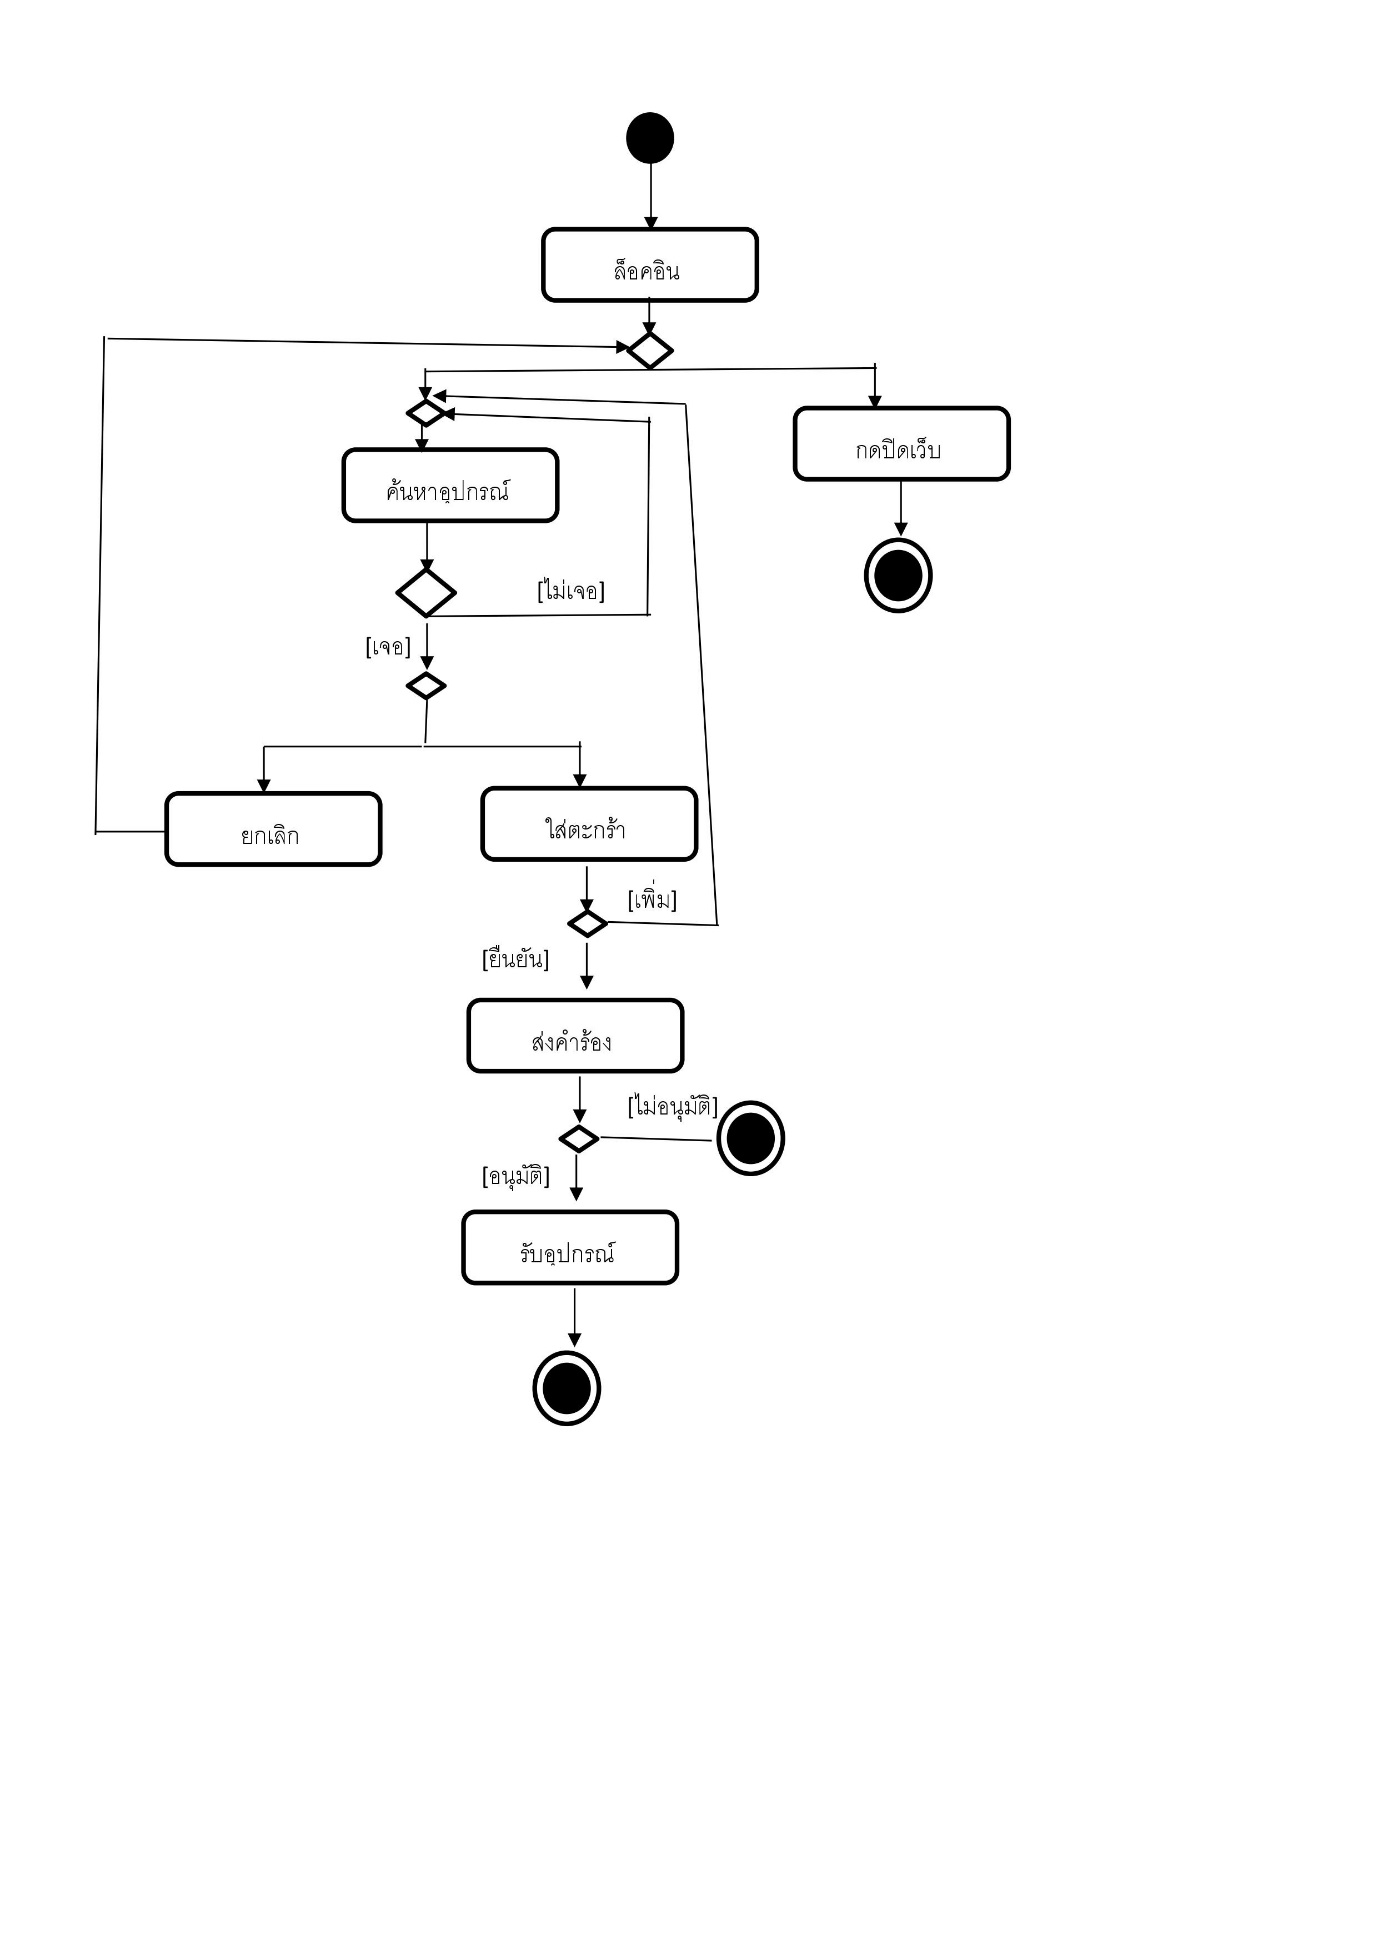 ล็อคอิน
กดปิดเว็บ
ค้นหาอุปกรณ์
[ไม่เจอ]
[เจอ]
ยกเลิก
ใส่ตะกร้า
[เพิ่ม]
[ยืนยัน]
ส่งคำร้อง
[ไม่อนุมัติ]
[อนุมัติ]
รับอุปกรณ์